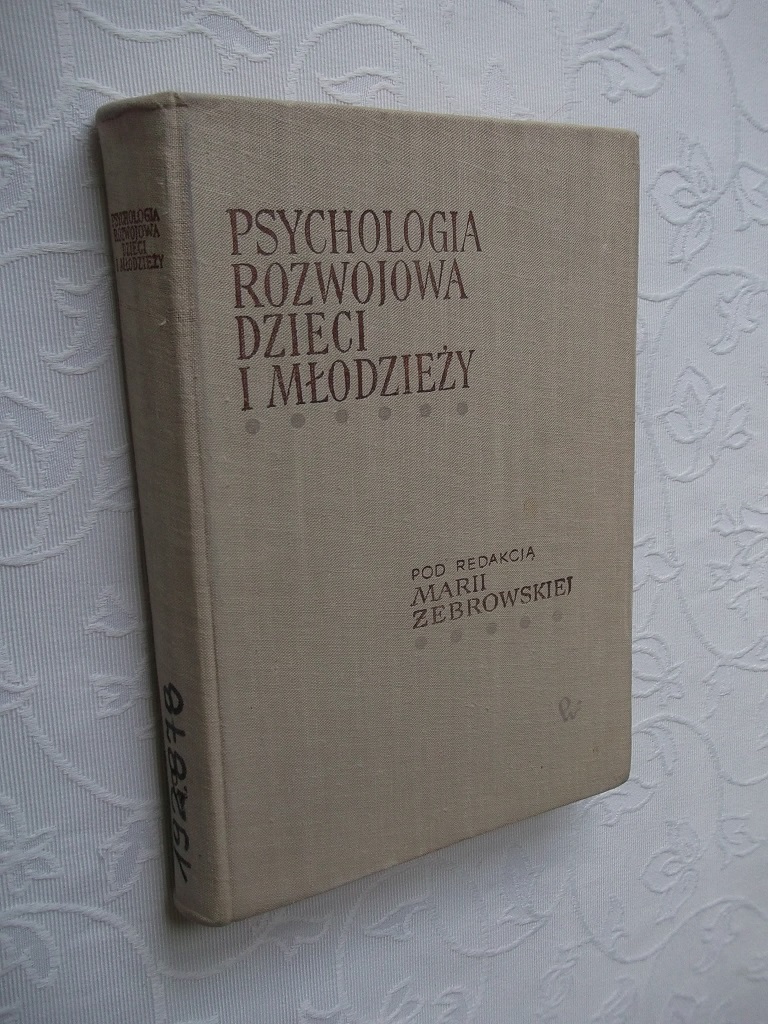 PSYCHOLOGIA
ROZWOJOWA
DZIECI
I MŁODZIEŻY
POD REDAKCJĄ
MARII
ŻEBROWSKIEJ
PSYCHOLOGIA
ROZWOJOWA
DZIECI
I MŁODZIEŻY